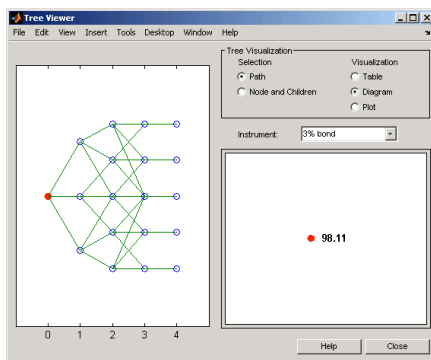 Tree Viewer
File Edit View Insert Tools Desktop Window Help
Tree Visualization
Selection Visualization
Path Table
Node and Children Diagram
Plot
Instrument: 3% bond
98.11
0 1 2 3 4
Help Close